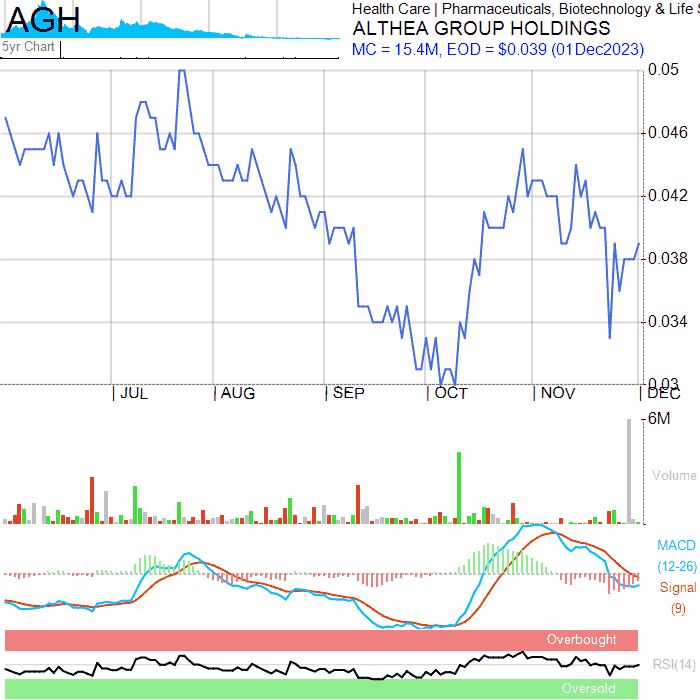 AGH
5yr Chart
Health Care | Pharmaceuticals, Biotechnology & Life S
ALTHEA GROUP HOLDINGS
MC = 15.4M, EOD = $0.039 (01Dec2023)
0.05
0.046
0.042
0.038
0.034
0.03
JUL AUG SEP OCT NOV DEC
6M
Volume
MACD
(12-26)
Signal
(9)
Overbought
RSI(14)
Oversold